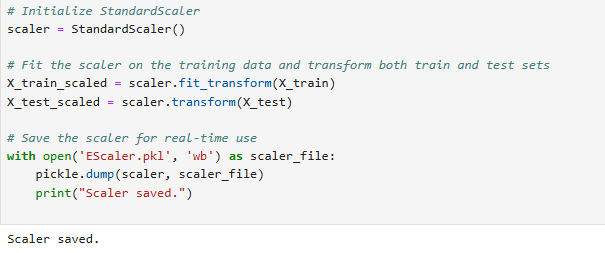 # Initialize StandardScaler
scaler = StandardScaler()
# Fit the scaler on the training data and transform both train and test sets
X_train_scaled = scaler.fit_transform(X_train)
X_test_scaled = scaler.transform(X_test)
# Save the scaler for real-time use
with open('EScaler.pkl', 'wb') as scaler_file:
    pickle.dump(scaler, scaler_file)
    print("Scaler saved.")
Scaler saved.